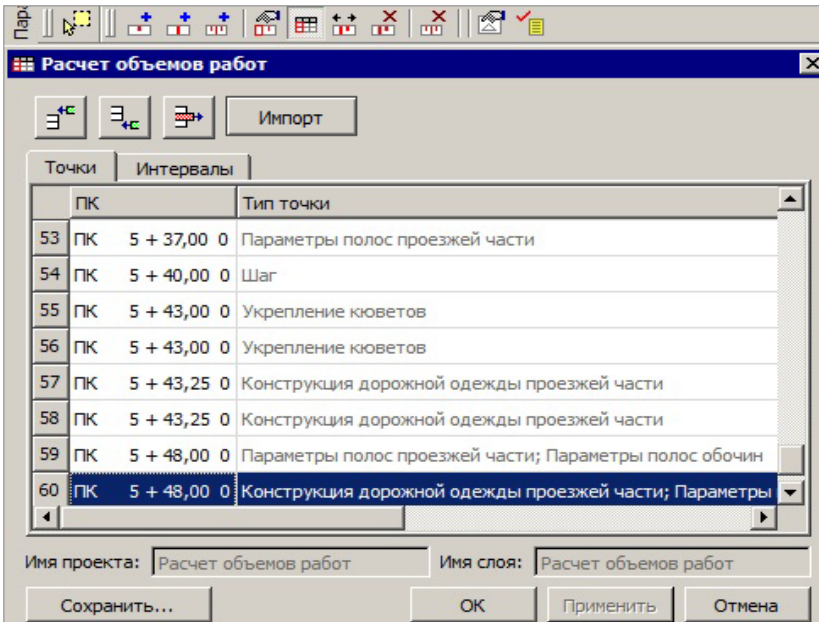 Пара
Расчет объемов работ
Импорт
Точки Интервалы
ПК Тип точки
53 ПК 5 + 37,00 0 Параметры полос проезжей части
54 ПК 5 + 40,00 0 Шаг
55 ПК 5 + 43,00 0 Укрепление кюветов
56 ПК 5 + 43,00 0 Укрепление кюветов
57 ПК 5 + 43,25 0 Конструкция дорожной одежды проезжей части
58 ПК 5 + 43,25 0 Конструкция дорожной одежды проезжей части
59 ПК 5 + 48,00 0 Параметры полос проезжей части; Параметры полос обочин
60 ПК 5 + 48,00 0 Конструкция дорожной одежды проезжей части; Параметры
Имя проекта: Расчет объемов работ Имя слоя: Расчет объемов работ
Сохранить... ОК Применить Отмена